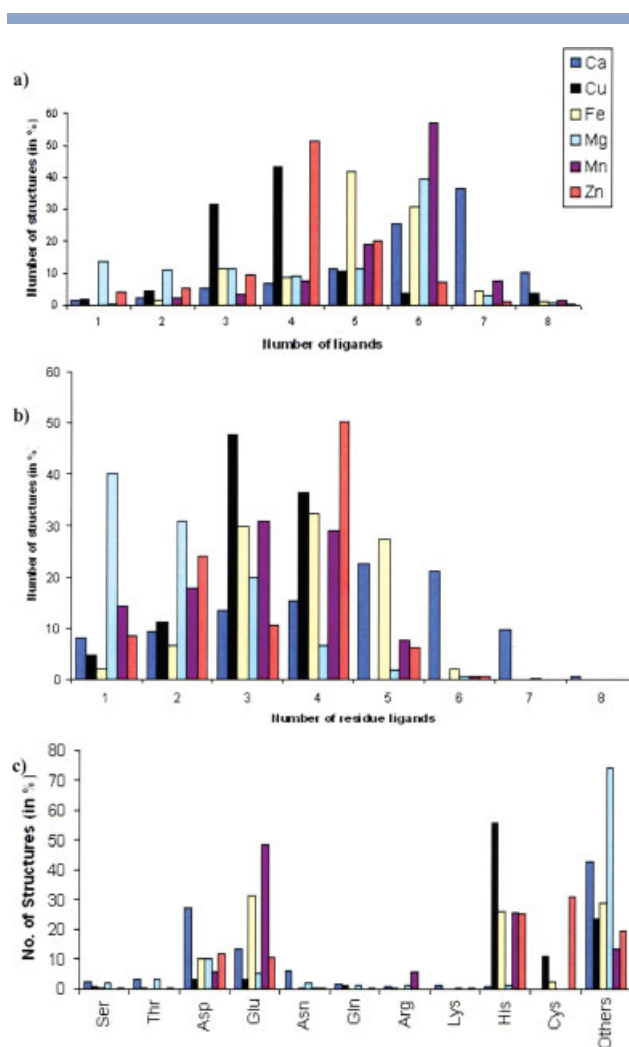 Ca
Cu
Fe
Mg
Mn
Zn
a)
Number of structures (in %)
60
50
40
30
20
10
0
1 2 3 4 5 6 7 8
Number of ligands
b)
Number of structures (in %
60
50
40
30
20
10
0
1 2 3 4 5 6 7 8
Number of residue ligands
c)
No. of Structures (in %)
80
70
60
50
40
30
20
10
0
Ser Thr Asp Glu Asn Gln Arg Lys His Cys Others